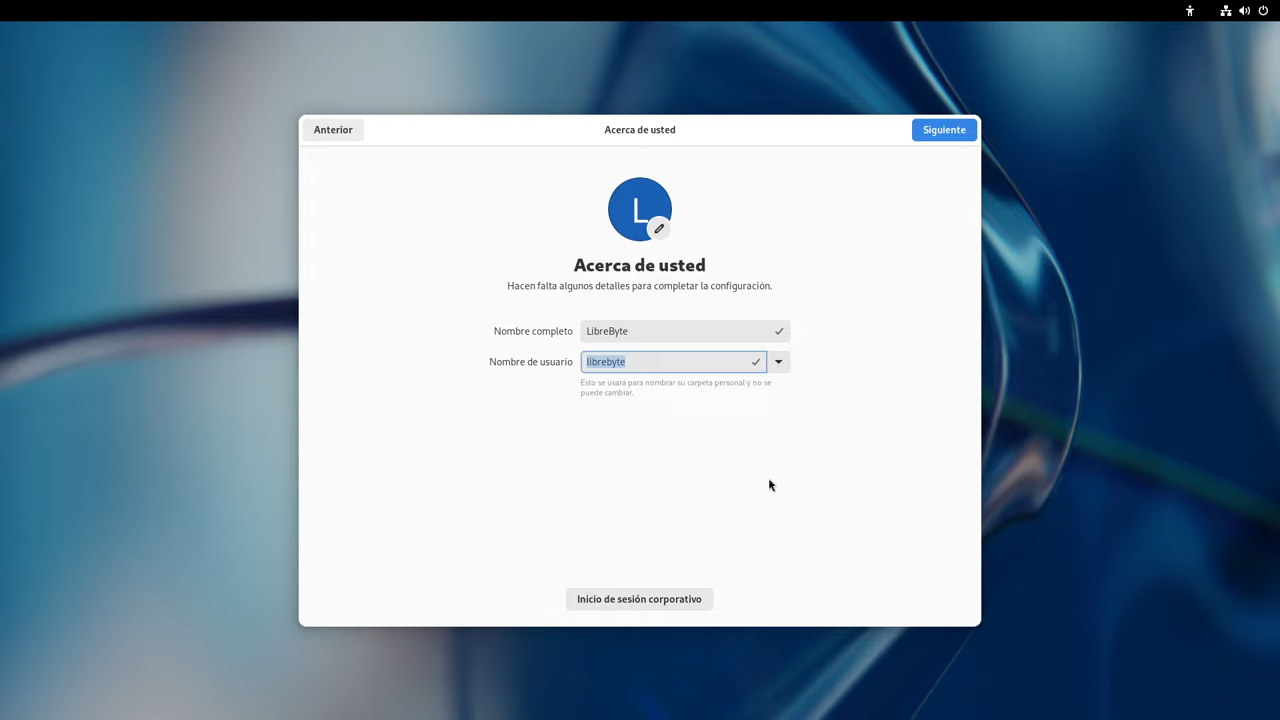 Anterior
Acerca de usted
Siguiente
L
Acerca de usted
Hacen falta algunos detalles para completar la configuración.
Nombre completo
LibreByte
Nombre de usuario
librebyte
Esto se usará para nombrar su carpeta personal y no se
puede cambiar.
Inicio de sesión corporativo